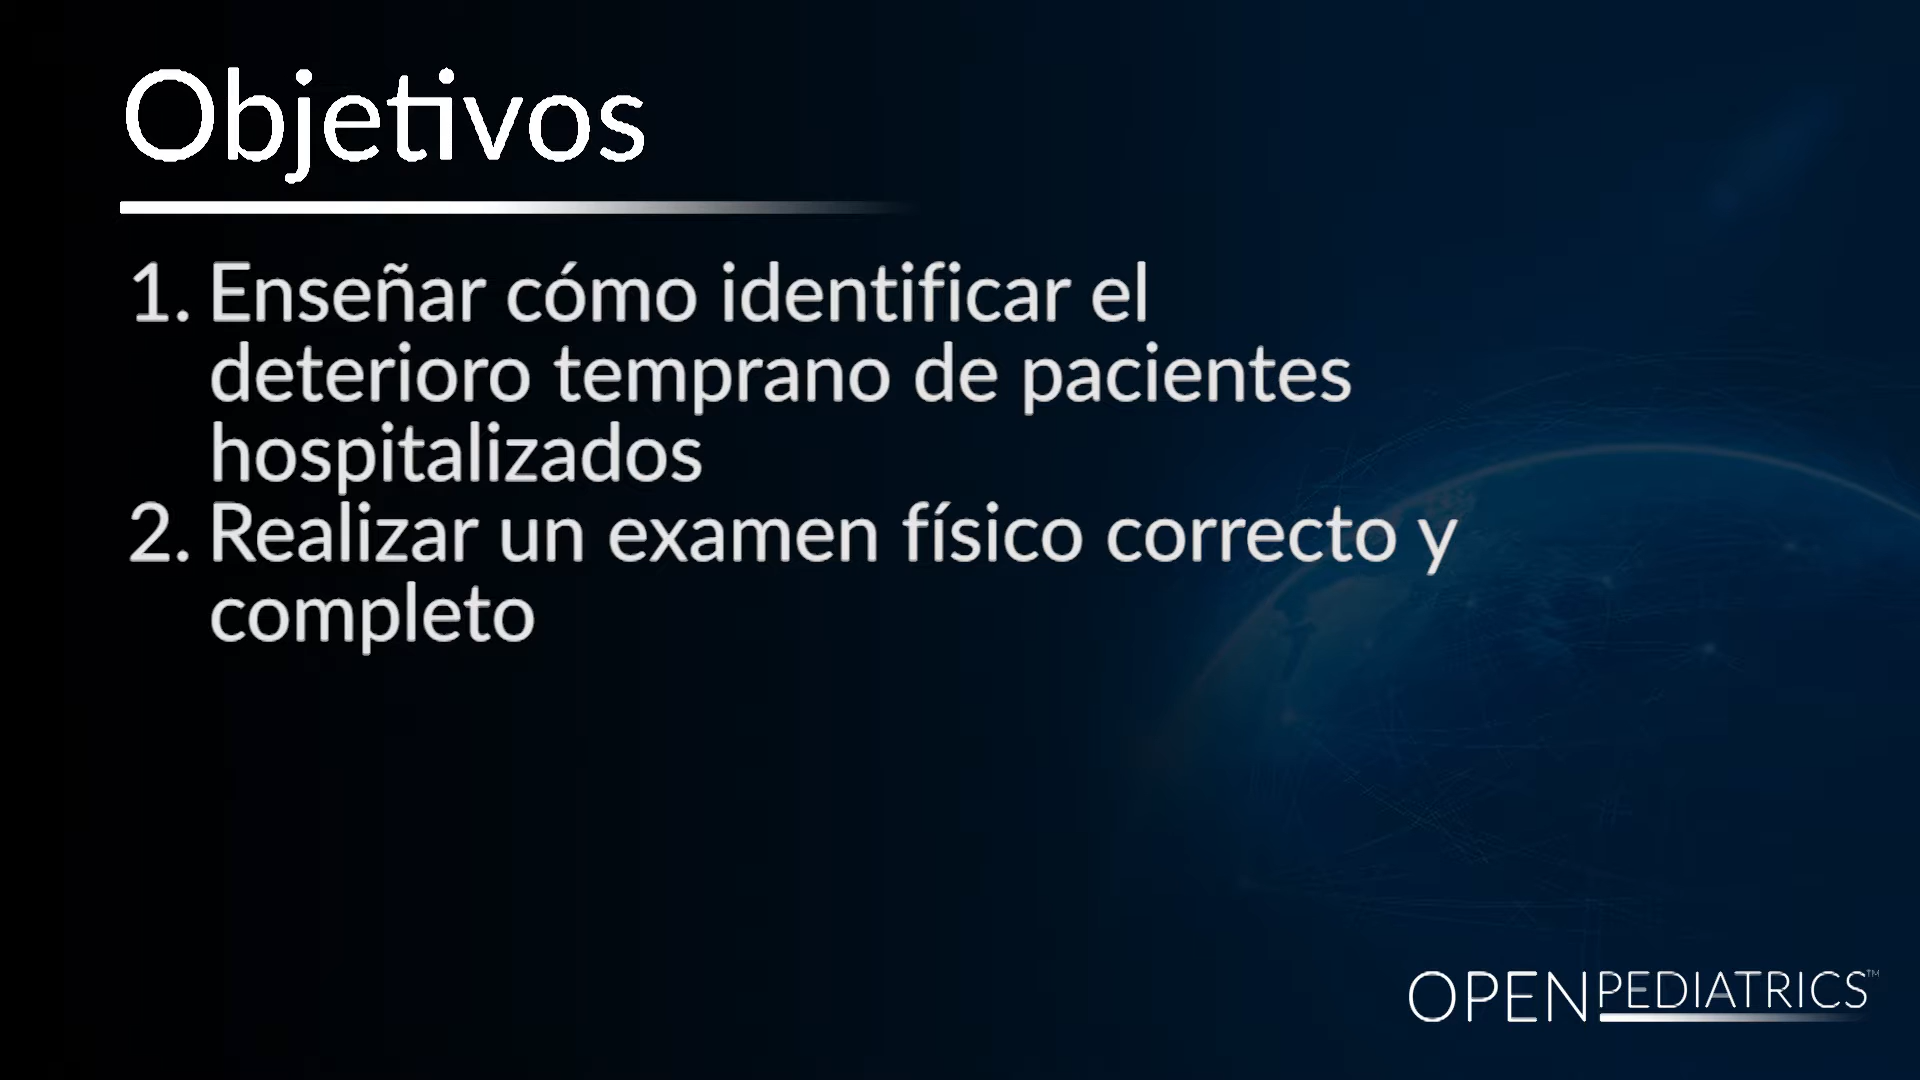 Objetivos
1. Enseñar cómo identificar el
deterioro temprano de pacientes
hospitalizados
2. Realizar un examen físico correcto y
completo
OPENPEDIATRICS™